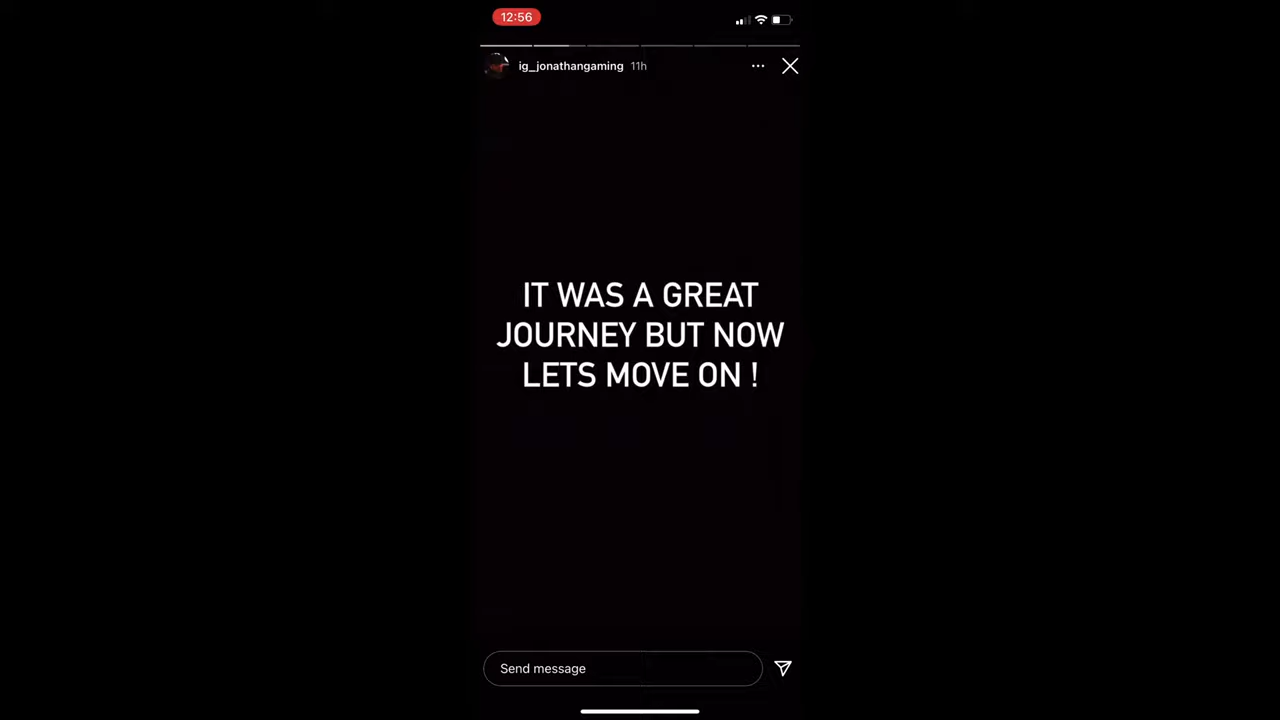 12:56
ig_jonathangaming 11h
IT WAS A GREAT
JOURNEY BUT NOW
LETS MOVE ON !
Send message